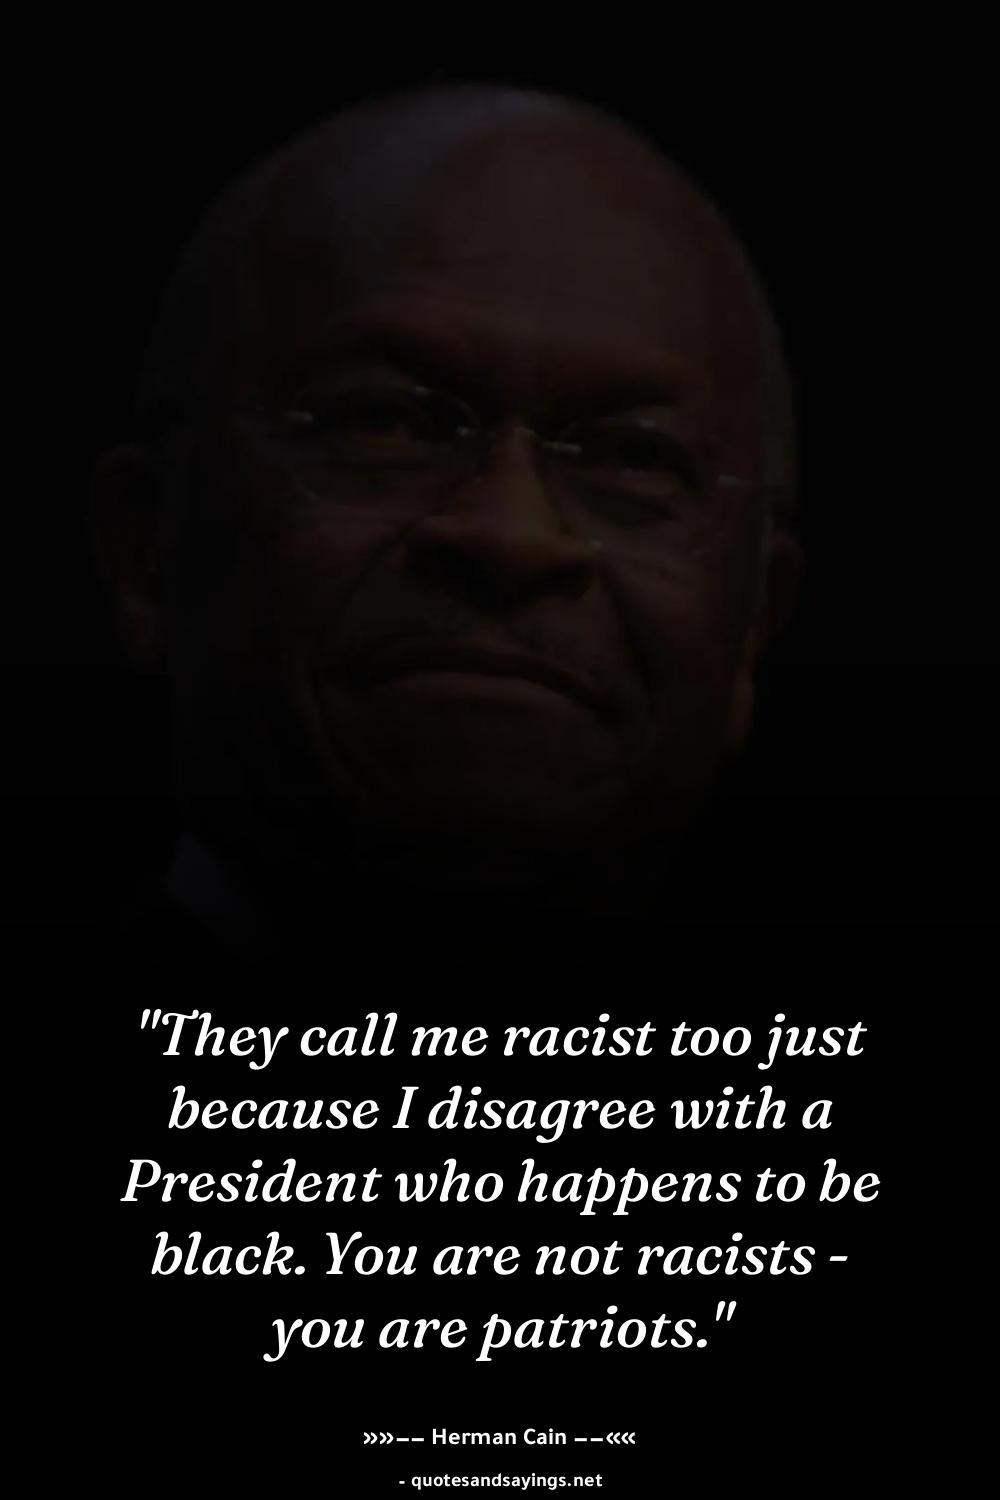 "They call me racist too just
because I disagree with a
President who happens to be
black. You are not racists -
you are patriots."
»»−− Herman Cain −−««
- quotesandsayings.net